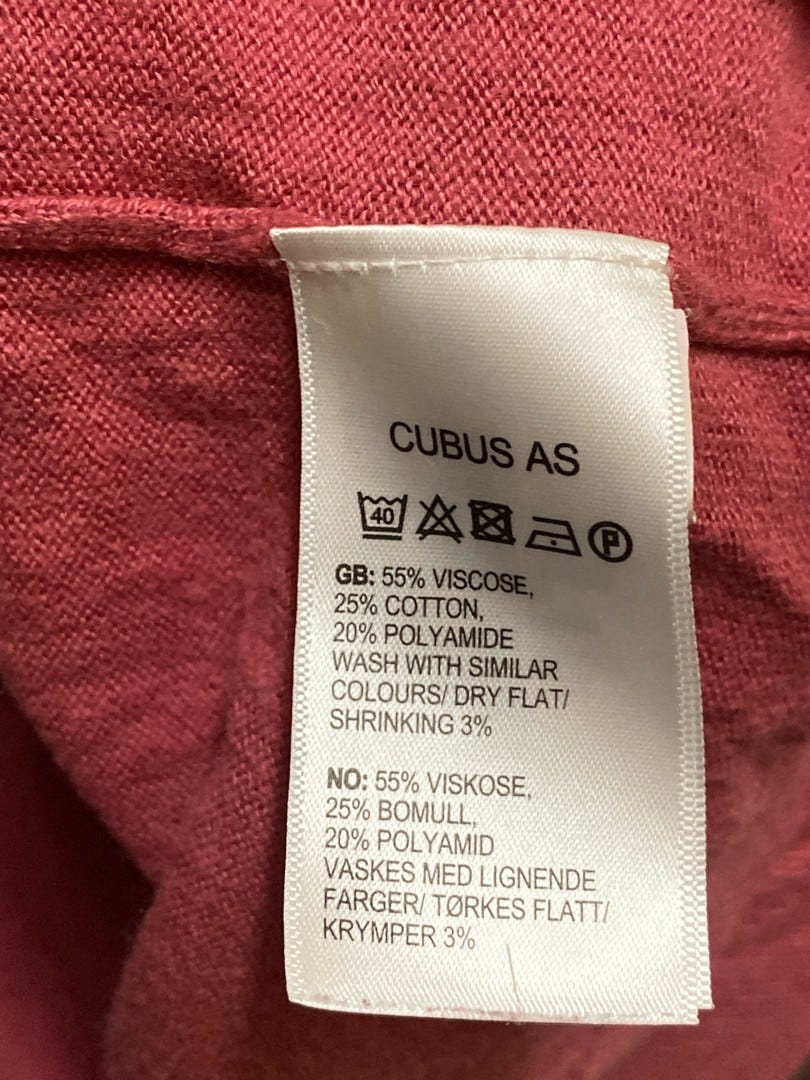 CUBUS AS
40 P
GB: 55% VISCOSE,
25% COTTON,
20% POLYAMIDE
WASH WITH SIMILAR
COLOURS/ DRY FLAT/
SHRINKING 3%
NO: 55% VISKOSE,
25% BOMULL,
20% POLYAMID
VASKES MED LIGNENDE
FARGER/ TØRKES FLATT/
KRYMPER 3%